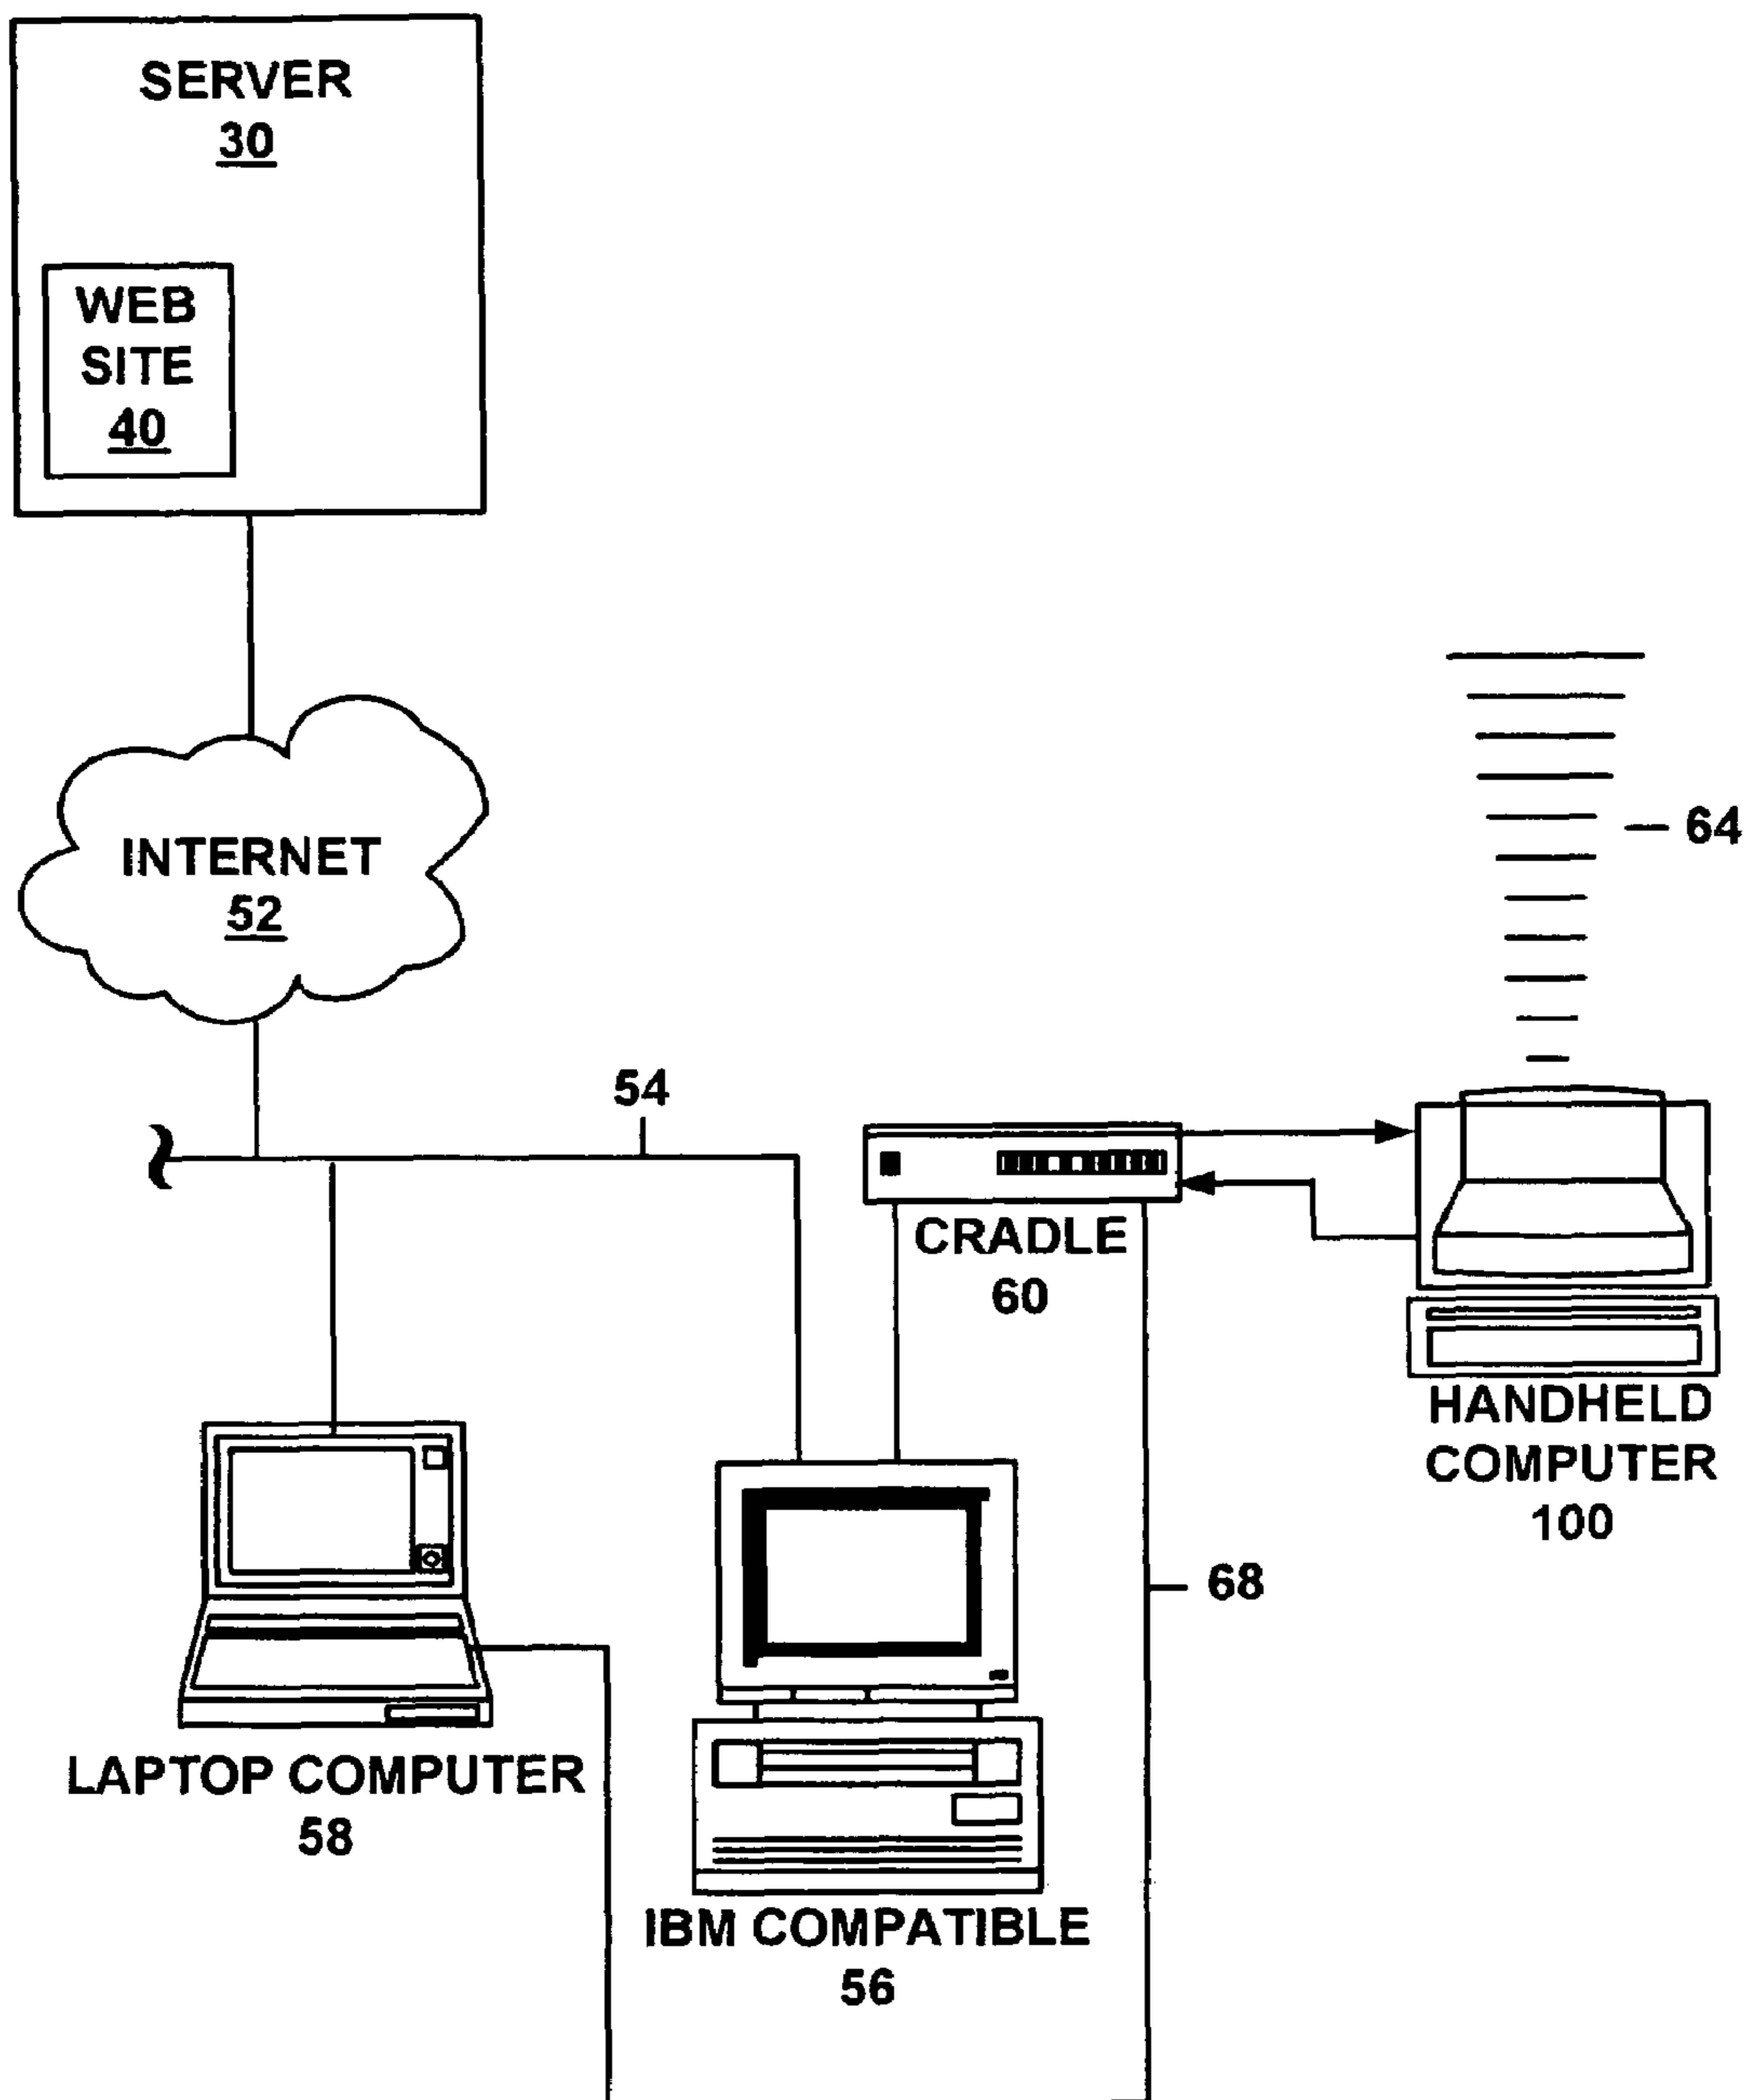 SERVER
30
WEB
SITE
40
INTERNET
52
64
54
CRADLE
60
HANDHELD
COMPUTER
100
68
LAPTOP COMPUTER
58
IBM COMPATIBLE
56